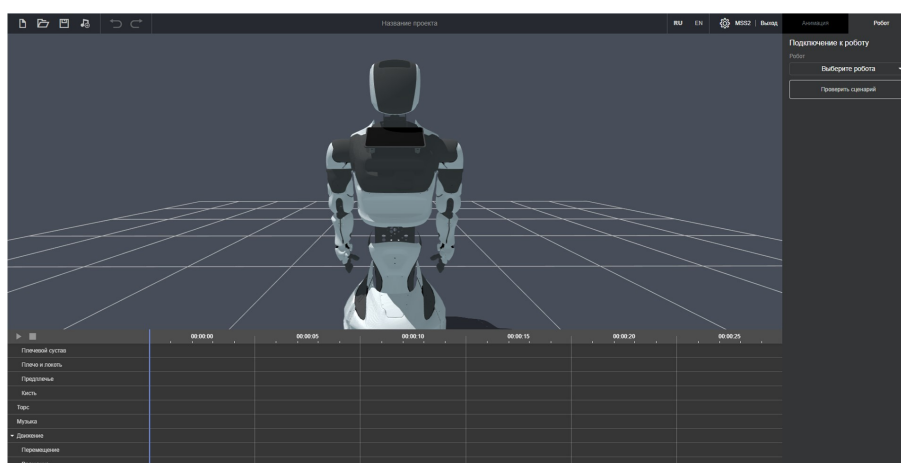 Название проекта
RU EN MSS2 | Выход
Анимация Робот
Подключение к роботу
Робот
Выберите робота
Проверить сценарий
00:00:00 00:00:05 00:00:10 00:00:15 00:00:20 00:00:25
Плечевой сустав
Плечо и локоть
Предплечье
Кисть
Торс
Музыка
Движение
Перемещение